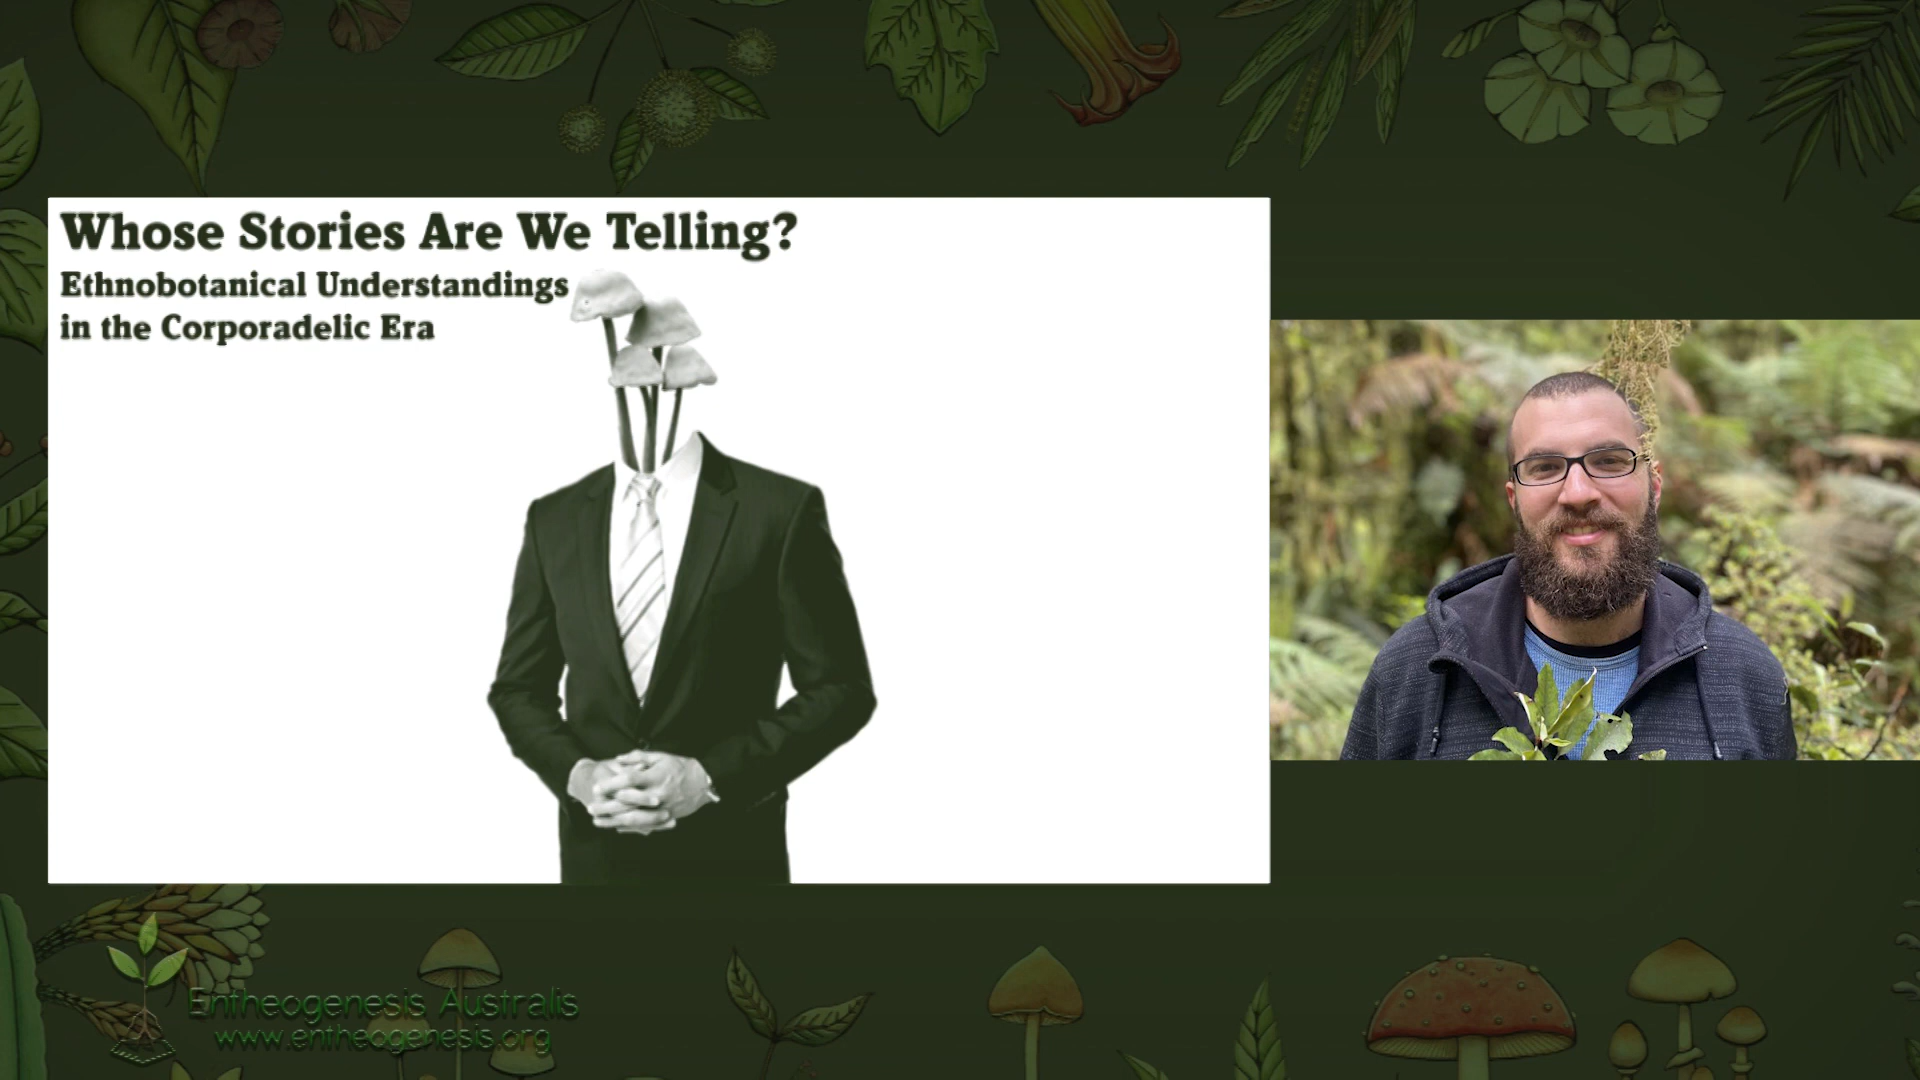 Whose Stories Are We Telling?
Ethnobotanical Understandings
in the Corporadelic Era
Entheogenesis Australis
www.entheogenesis.org